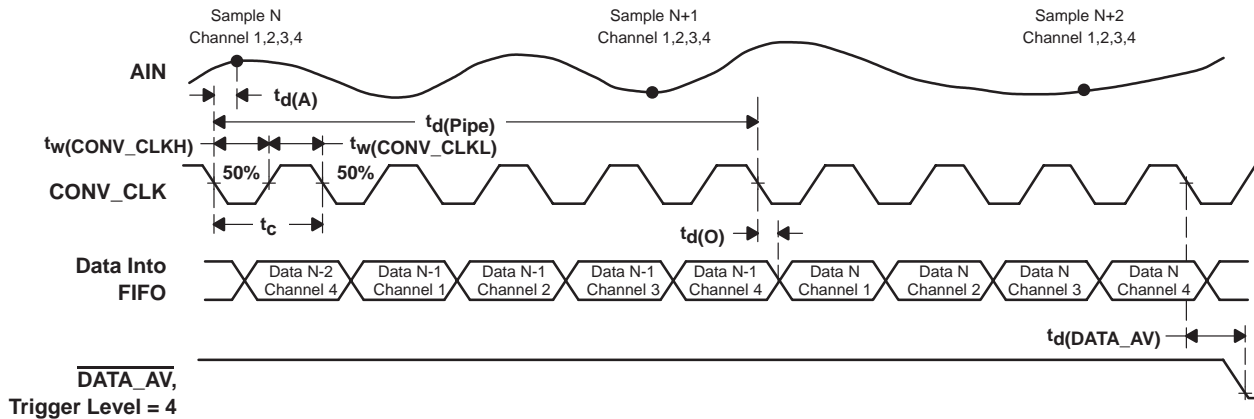 Sample N
Channel 1,2,3,4
Sample N+1
Channel 1,2,3,4
Sample N+2
Channel 1,2,3,4
AIN
td(A)
td(Pipe)
tw(CONV_CLKH)
tw(CONV_CLKL)
50%
50%
CONV_CLK
tc
td(O)
Data Into
FIFO
Data N-2
Channel 4
Data N-1
Channel 1
Data N-1
Channel 2
Data N-1
Channel 3
Data N-1
Channel 4
Data N
Channel 1
Data N
Channel 2
Data N
Channel 3
Data N
Channel 4
td(DATA_AV)
DATA_AV,
Trigger Level = 4